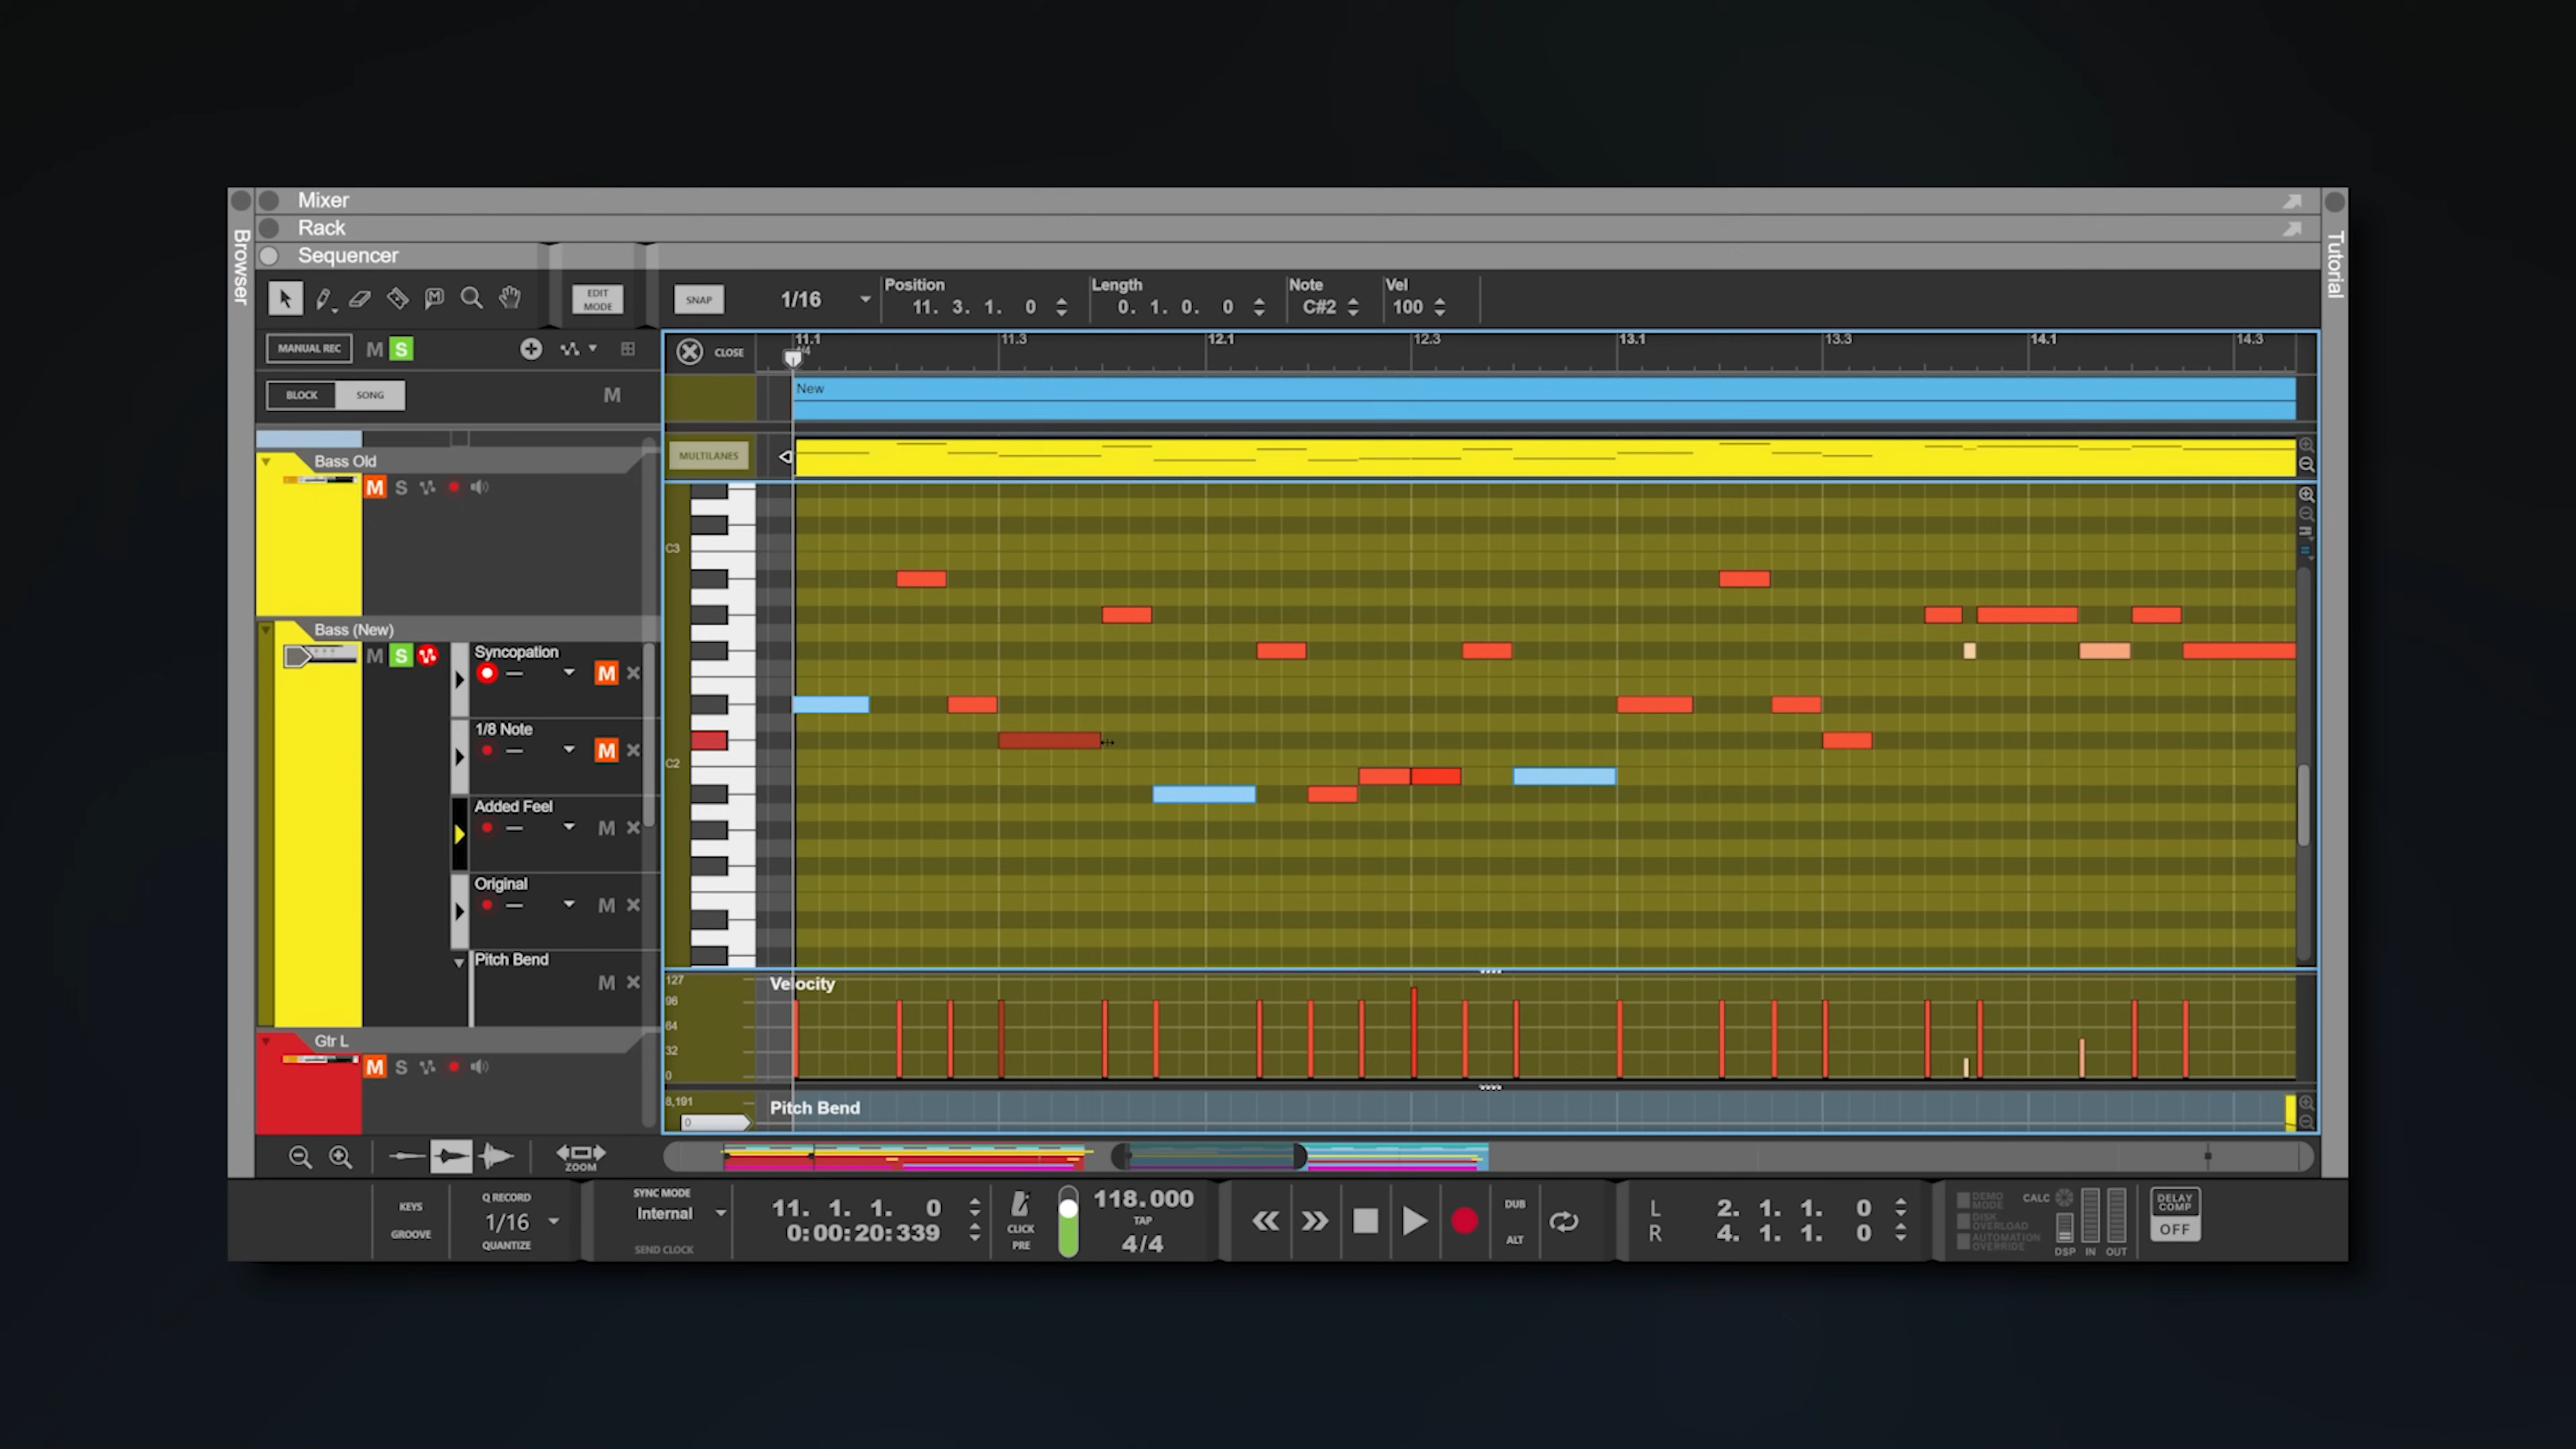 Mixer
Rack
Sequencer
Browser
Tutorial
EDIT MODE
SNAP
1/16
Position
11. 3. 1. 0
Length
0. 1. 0. 0
Note
C#2
Vel
100
MANUAL REC
M
S
BLOCK
SONG
M
CLOSE
11.1
11.3
12.1
12.3
13.1
13.3
14.1
14.3
New
MULTILANES
C3
C2
Bass Old
M S
Bass (New)
M S
Syncopation
M
1/8 Note
M
Added Feel
M
Original
M
Pitch Bend
M
Gtr L
M S
Velocity
127
96
64
32
0
Pitch Bend
8,191
0
ZOOM
KEYS
GROOVE
Q RECORD
1/16
QUANTIZE
SYNC MODE
Internal
SEND CLOCK
11. 1. 1. 0
0:00:20:339
CLICK
PRE
118.000
TAP
4/4
DUB
ALT
L 2. 1. 1. 0
R 4. 1. 1. 0
DEMO MODE
DISK OVERLOAD
AUTOMATION OVERRIDE
CALC
DSP IN OUT
DELAY COMP
OFF